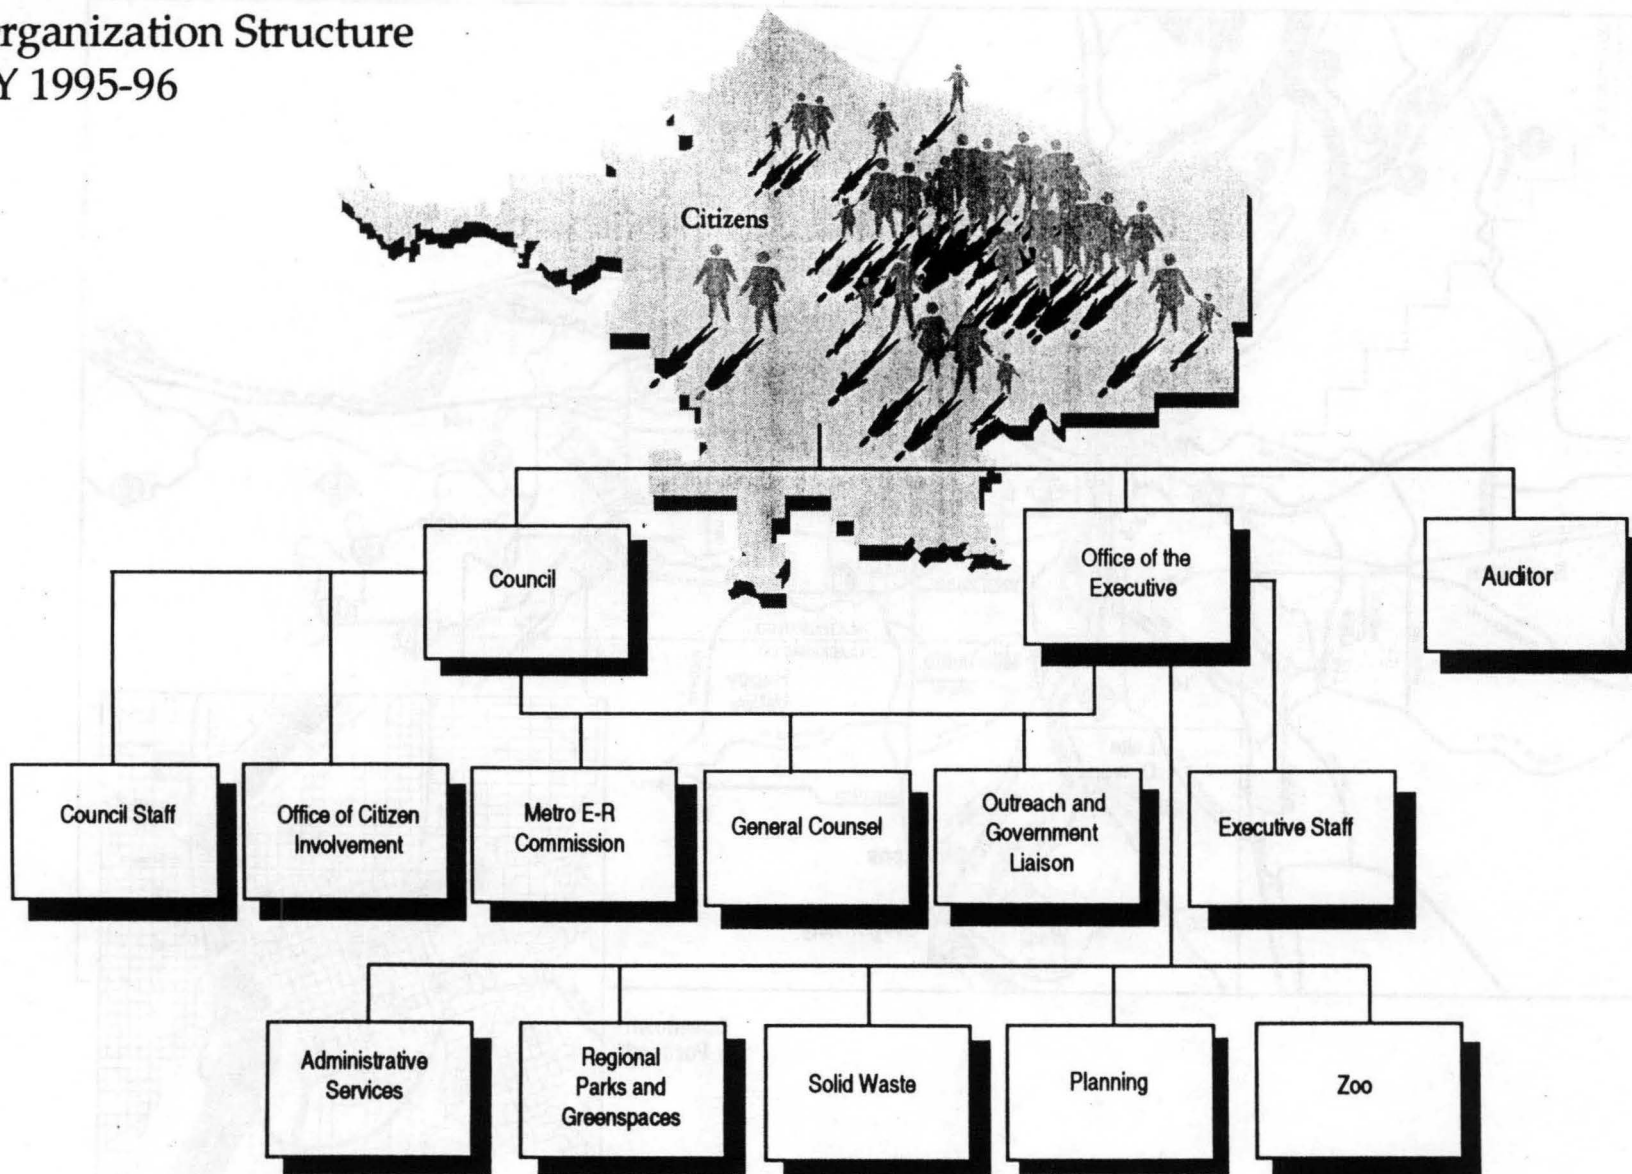 rganization Structure
Y 1995-96
Citizens
Council
Office of the
Executive
Auditor
Council Staff
Office of Citizen
Involvement
Metro E-R
Commission
General Counsel
Outreach and
Government
Liaison
Executive Staff
Administrative
Services
Regional
Parks and
Greenspaces
Solid Waste
Planning
Zoo